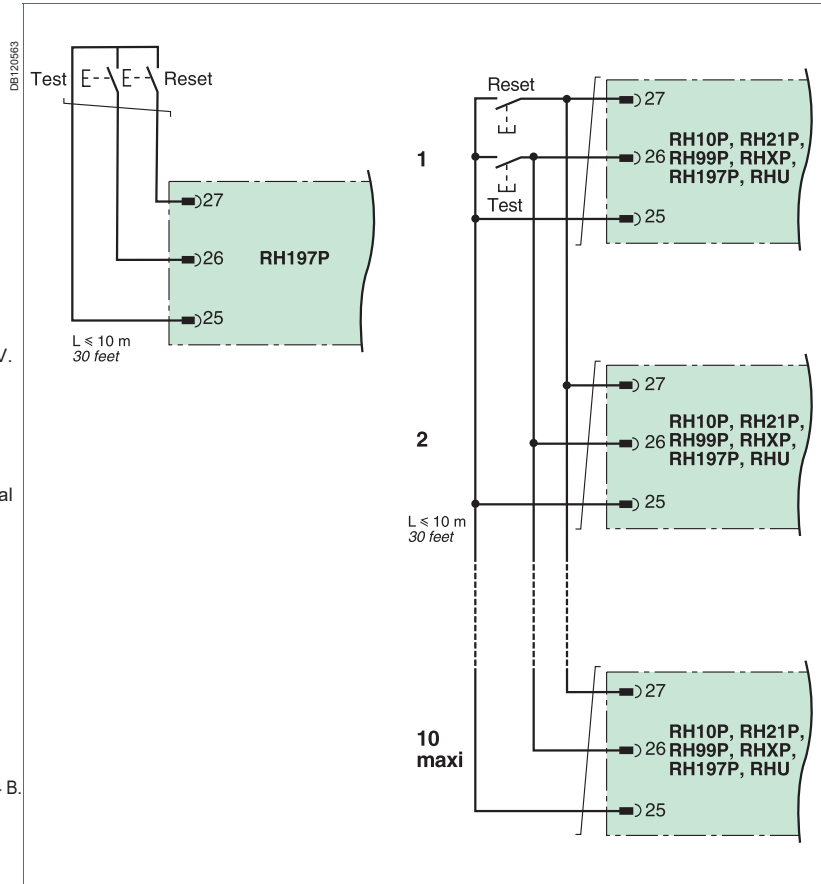 DB120563
Test
Reset
27
26
RH197P
25
L ≤ 10 m
30 feet
V.
al
- B.
Reset
1
Test
27
26
25
RH10P, RH21P,
RH99P, RHXP,
RH197P, RHU
2
27
26
25
RH10P, RH21P,
RH99P, RHXP,
RH197P, RHU
L ≤ 10 m
30 feet
10
maxi
27
26
25
RH10P, RH21P,
RH99P, RHXP,
RH197P, RHU